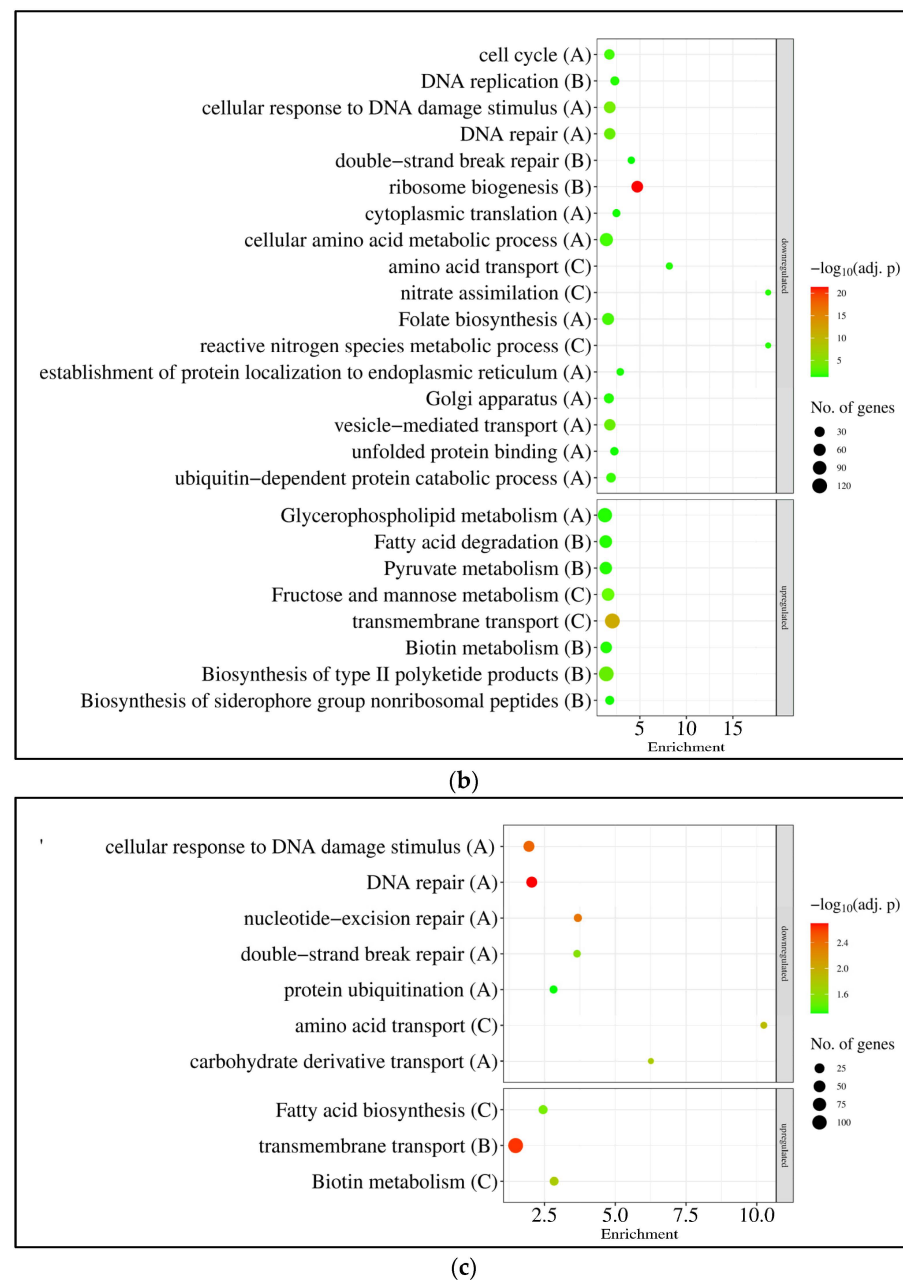 cell cycle (A)
DNA replication (B)
cellular response to DNA damage stimulus (A)
DNA repair (A)
double−strand break repair (B)
ribosome biogenesis (B)
cytoplasmic translation (A)
cellular amino acid metabolic process (A)
amino acid transport (C)
nitrate assimilation (C)
Folate biosynthesis (A)
reactive nitrogen species metabolic process (C)
establishment of protein localization to endoplasmic reticulum (A)
Golgi apparatus (A)
vesicle−mediated transport (A)
unfolded protein binding (A)
ubiquitin−dependent protein catabolic process (A)
downregulated
Glycerophospholipid metabolism (A)
Fatty acid degradation (B)
Pyruvate metabolism (B)
Fructose and mannose metabolism (C)
transmembrane transport (C)
Biotin metabolism (B)
Biosynthesis of type II polyketide products (B)
Biosynthesis of siderophore group nonribosomal peptides (B)
upregulated
5 10 15
Enrichment
−log10(adj. p)
20
15
10
5
No. of genes
30
60
90
120
(b)
'
cellular response to DNA damage stimulus (A)
DNA repair (A)
nucleotide−excision repair (A)
double−strand break repair (A)
protein ubiquitination (A)
amino acid transport (C)
carbohydrate derivative transport (A)
downregulated
Fatty acid biosynthesis (C)
transmembrane transport (B)
Biotin metabolism (C)
upregulated
2.5 5.0 7.5 10.0
Enrichment
−log10(adj. p)
2.4
2.0
1.6
No. of genes
25
50
75
100
(c)